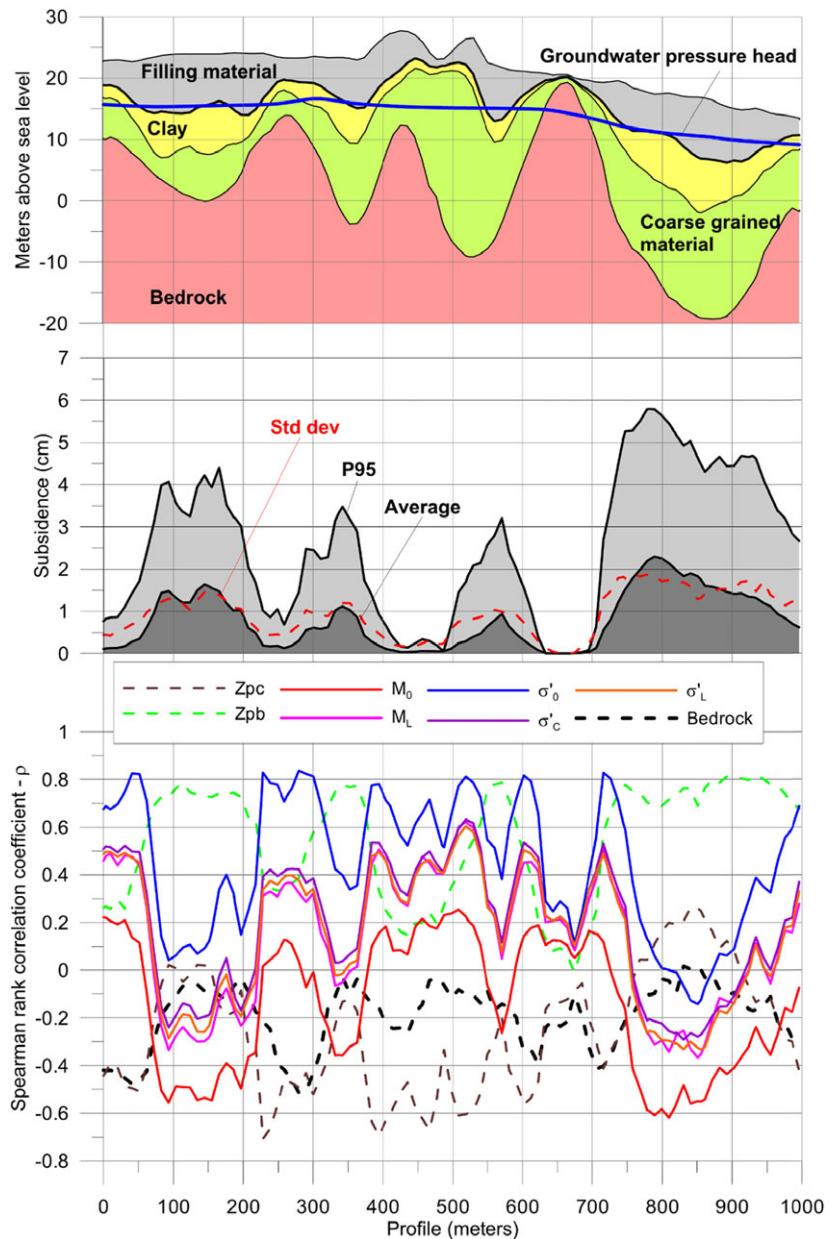 30
20
10
0
-10
-20
Meters above sea level
Filling material
Groundwater pressure head
Clay
Coarse grained
material
Bedrock
7
6
5
4
3
2
1
0
Subsidence (cm)
Std dev
P95
Average
Zpc
M0
σ'0
σ'L
Zpb
ML
σ'C
Bedrock
1
0.8
0.6
0.4
0.2
0
-0.2
-0.4
-0.6
-0.8
Spearman rank correlation coefficient - ρ
0 100 200 300 400 500 600 700 800 900 1000
Profile (meters)